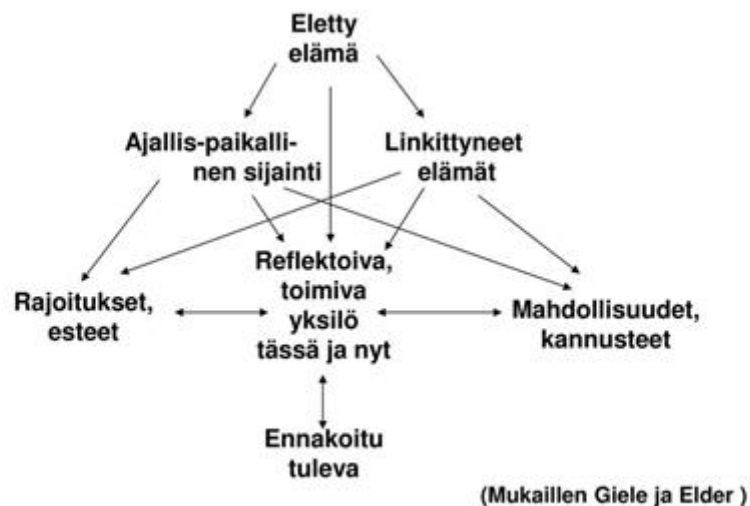 Eletty
elämä
Ajallis-paikalli-
nen sijainti
Linkittyneet
elämät
Rajoitukset,
esteet
Reflektoiva,
toimiva
yksilö
tässä ja nyt
Mahdollisuudet,
kannusteet
Ennakoitu
tuleva
(Mukaillen Giele ja Elder )